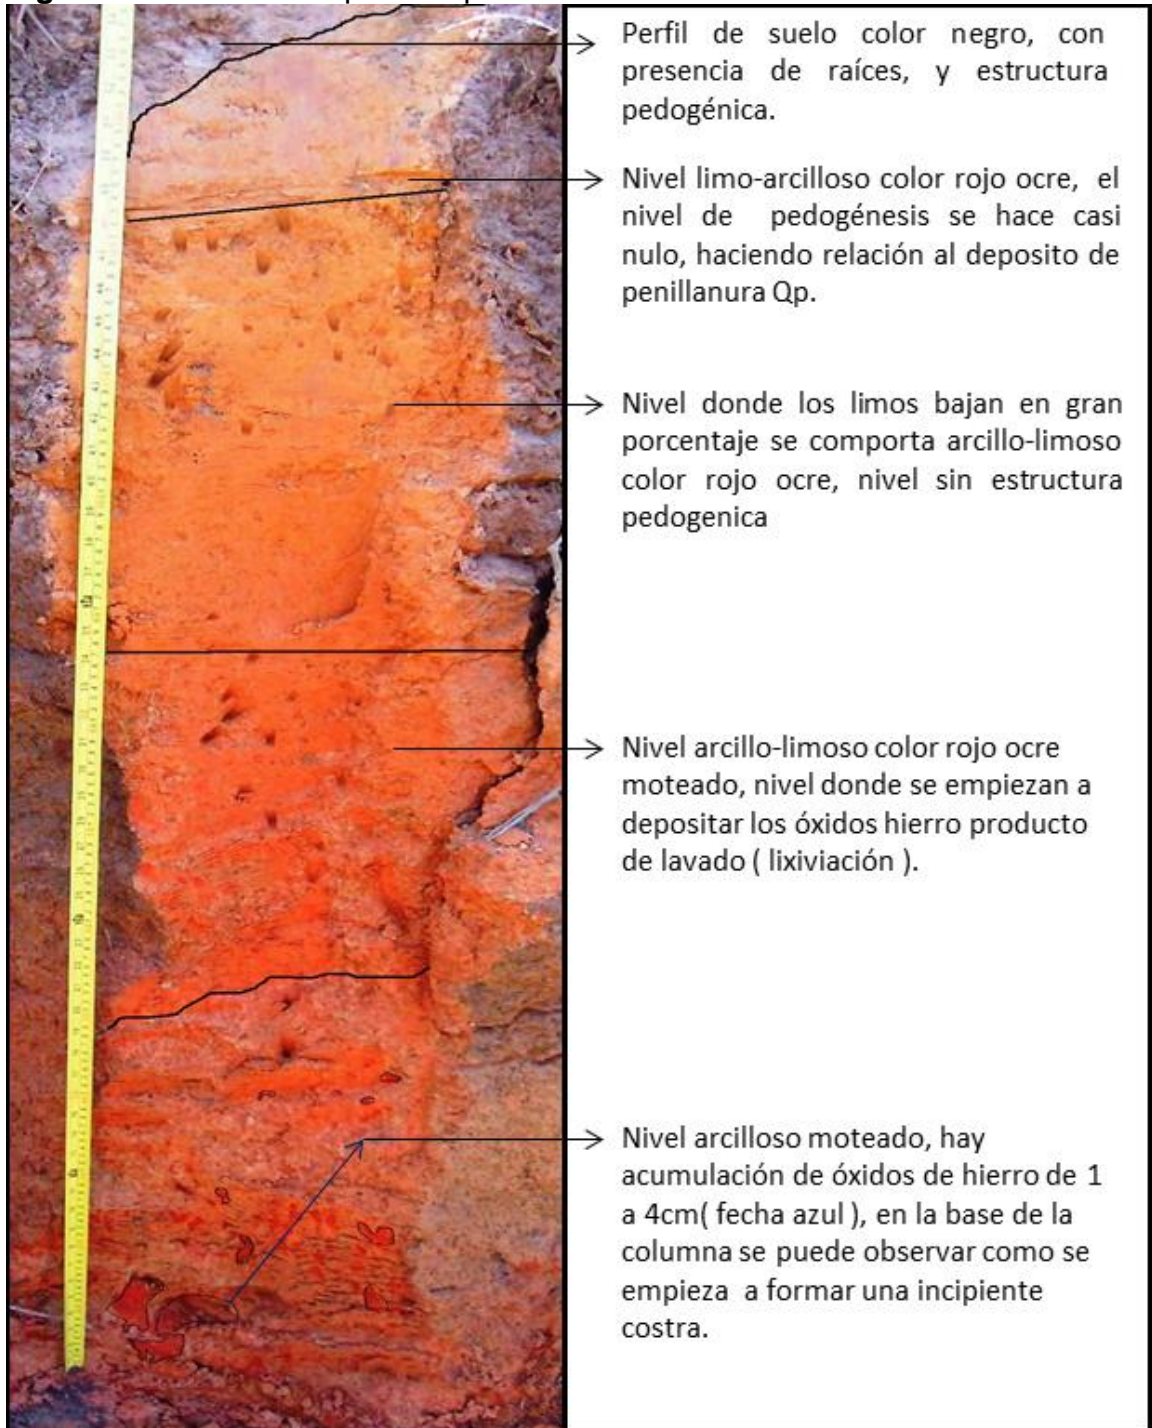 Perfil de suelo color negro, con
presencia de raíces, y estructura
pedogénica.
Nivel limo-arcilloso color rojo ocre, el
nivel de pedogénesis se hace casi
nulo, haciendo relación al deposito de
penillanura Qp.
Nivel donde los limos bajan en gran
porcentaje se comporta arcillo-limoso
color rojo ocre, nivel sin estructura
pedogenica
Nivel arcillo-limoso color rojo ocre
moteado, nivel donde se empiezan a
depositar los óxidos hierro producto
de lavado ( lixiviación ).
Nivel arcilloso moteado, hay
acumulación de óxidos de hierro de 1
a 4cm( fecha azul ), en la base de la
columna se puede observar como se
empieza a formar una incipiente
costra.